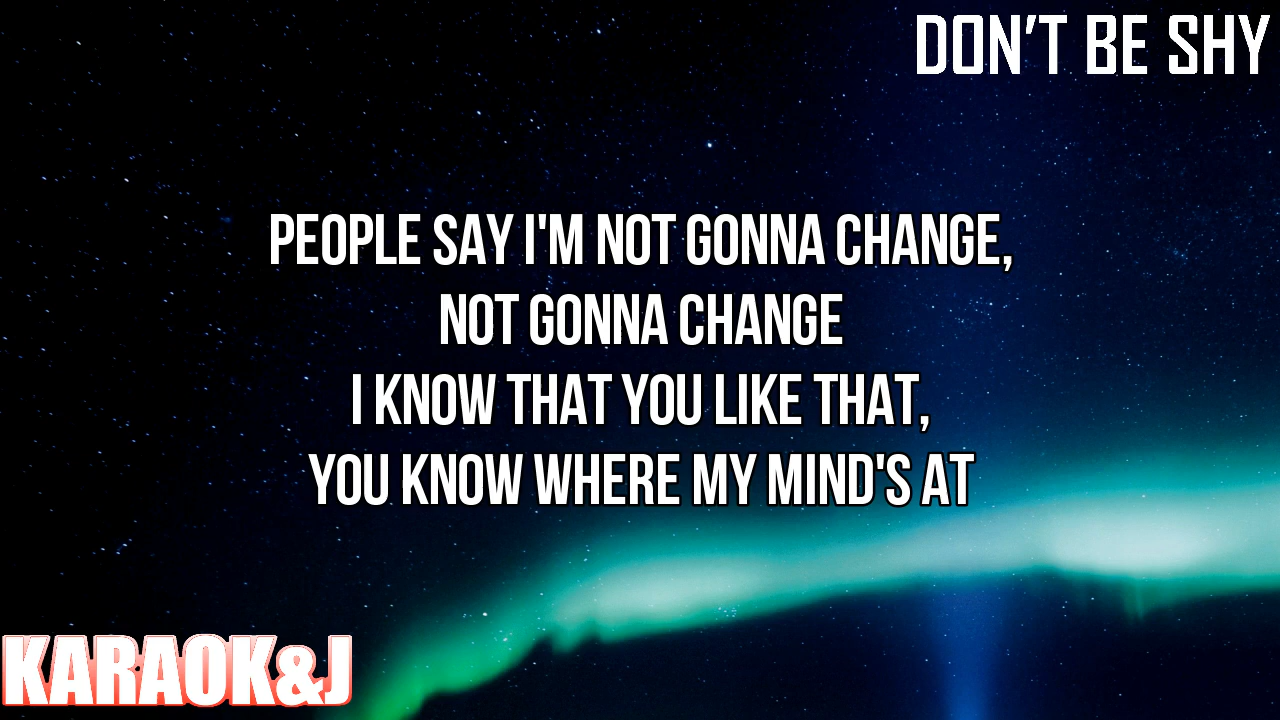 DON'T BE SHY
PEOPLE SAY I'M NOT GONNA CHANGE,
NOT GONNA CHANGE
I KNOW THAT YOU LIKE THAT,
YOU KNOW WHERE MY MIND'S AT
KARAOK&J